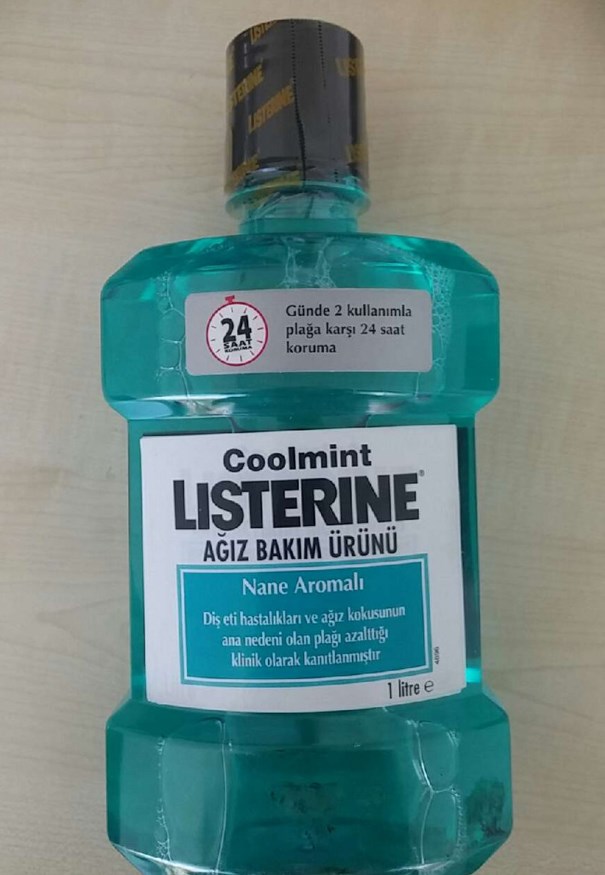 LISTERINE
LISTERINE
24
SAAT
KORUMA
Günde 2 kullanımla
plağa karşı 24 saat
koruma
Coolmint
LISTERINE®
AĞIZ BAKIM ÜRÜNÜ
Nane Aromalı
Diş eti hastalıkları ve ağız kokusunun
ana nedeni olan plağı azalttığı
klinik olarak kanıtlanmıştır
1 litre ℮